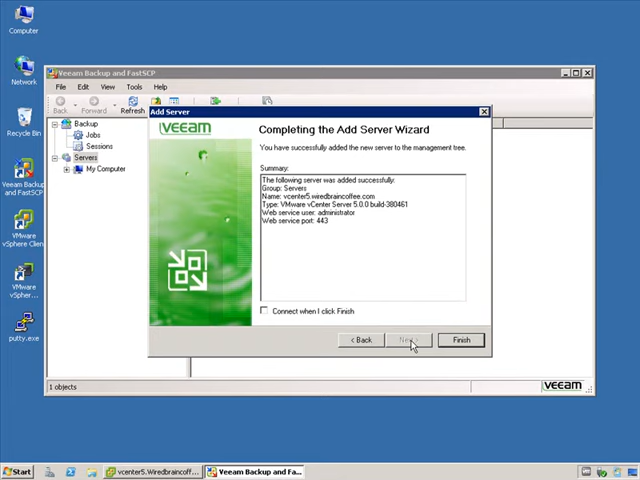 Computer
Network
Recycle Bin
Veeam Backup
and FastSCP
VMware
vSphere Client
VMware
vSpher...
putty.exe
Veeam Backup and FastSCP
File Edit View Tools Help
Back Forward Refresh
Backup
Jobs
Sessions
Servers
My Computer
Add Server
veeam
Completing the Add Server Wizard
You have successfully added the new server to the management tree.
Summary:
The following server was added successfully:
Group: Servers
Name: vcenter5.wiredbraincoffee.com
Type: VMware vCenter Server 5.0.0 build-380461
Web service user: administrator
Web service port: 443
Connect when I click Finish
< Back Next > Finish
1 objects
veeam
Start
vcenter5.Wiredbraincoff...
Veeam Backup and Fa...